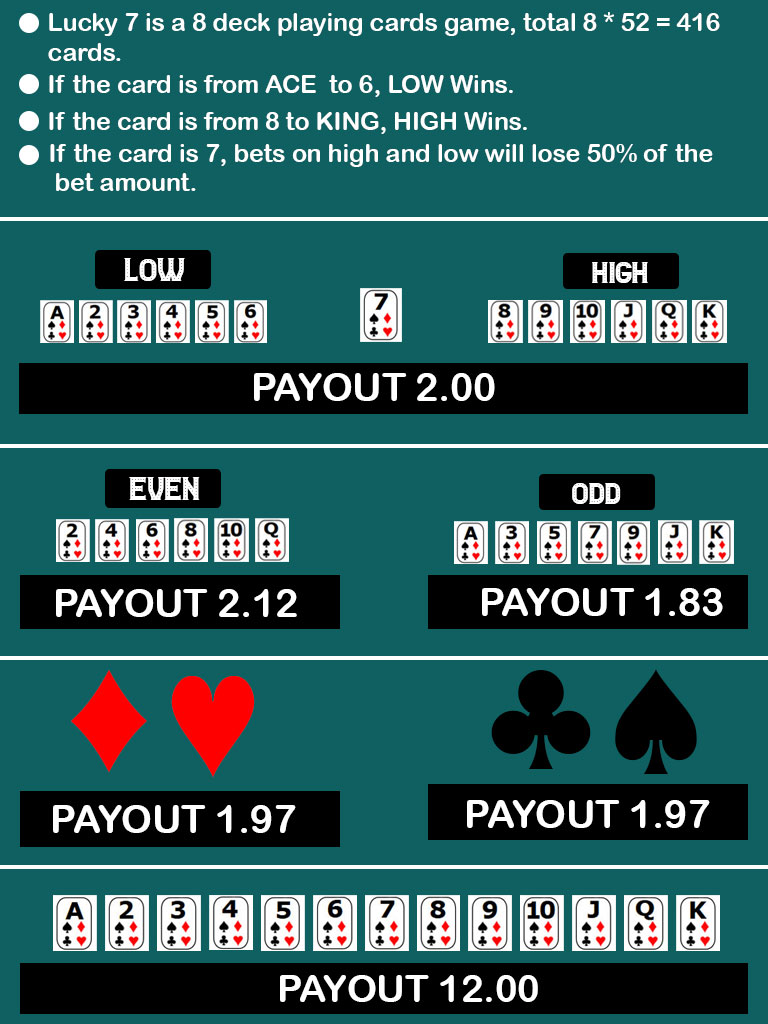 Lucky 7 is a 8 deck playing cards game, total 8 * 52 = 416
cards.
If the card is from ACE to 6, LOW Wins.
If the card is from 8 to KING, HIGH Wins.
If the card is 7, bets on high and low will lose 50% of the
bet amount.
LOW
HIGH
A 2 3 4 5 6
7
8 9 10 J Q K
PAYOUT 2.00
EVEN
ODD
2 4 6 8 10 Q
A 3 5 7 9 J K
PAYOUT 2.12
PAYOUT 1.83
PAYOUT 1.97
PAYOUT 1.97
A 2 3 4 5 6 7 8 9 10 J Q K
PAYOUT 12.00